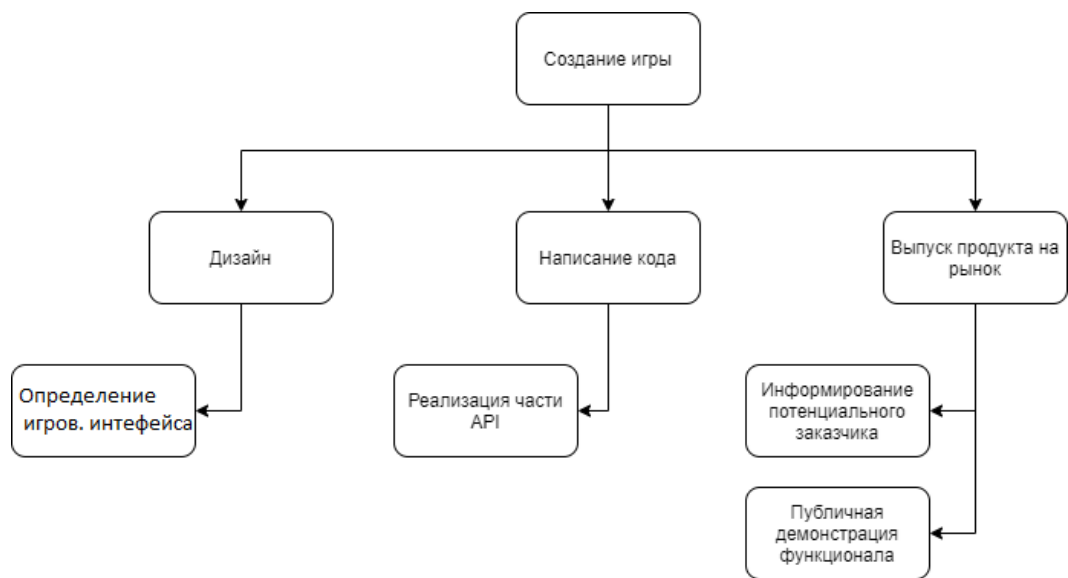 Создание игры
Дизайн
Написание кода
Выпуск продукта на
рынок
Определение
игров. интефейса
Реализация части
API
Информирование
потенциального
заказчика
Публичная
демонстрация
функционала